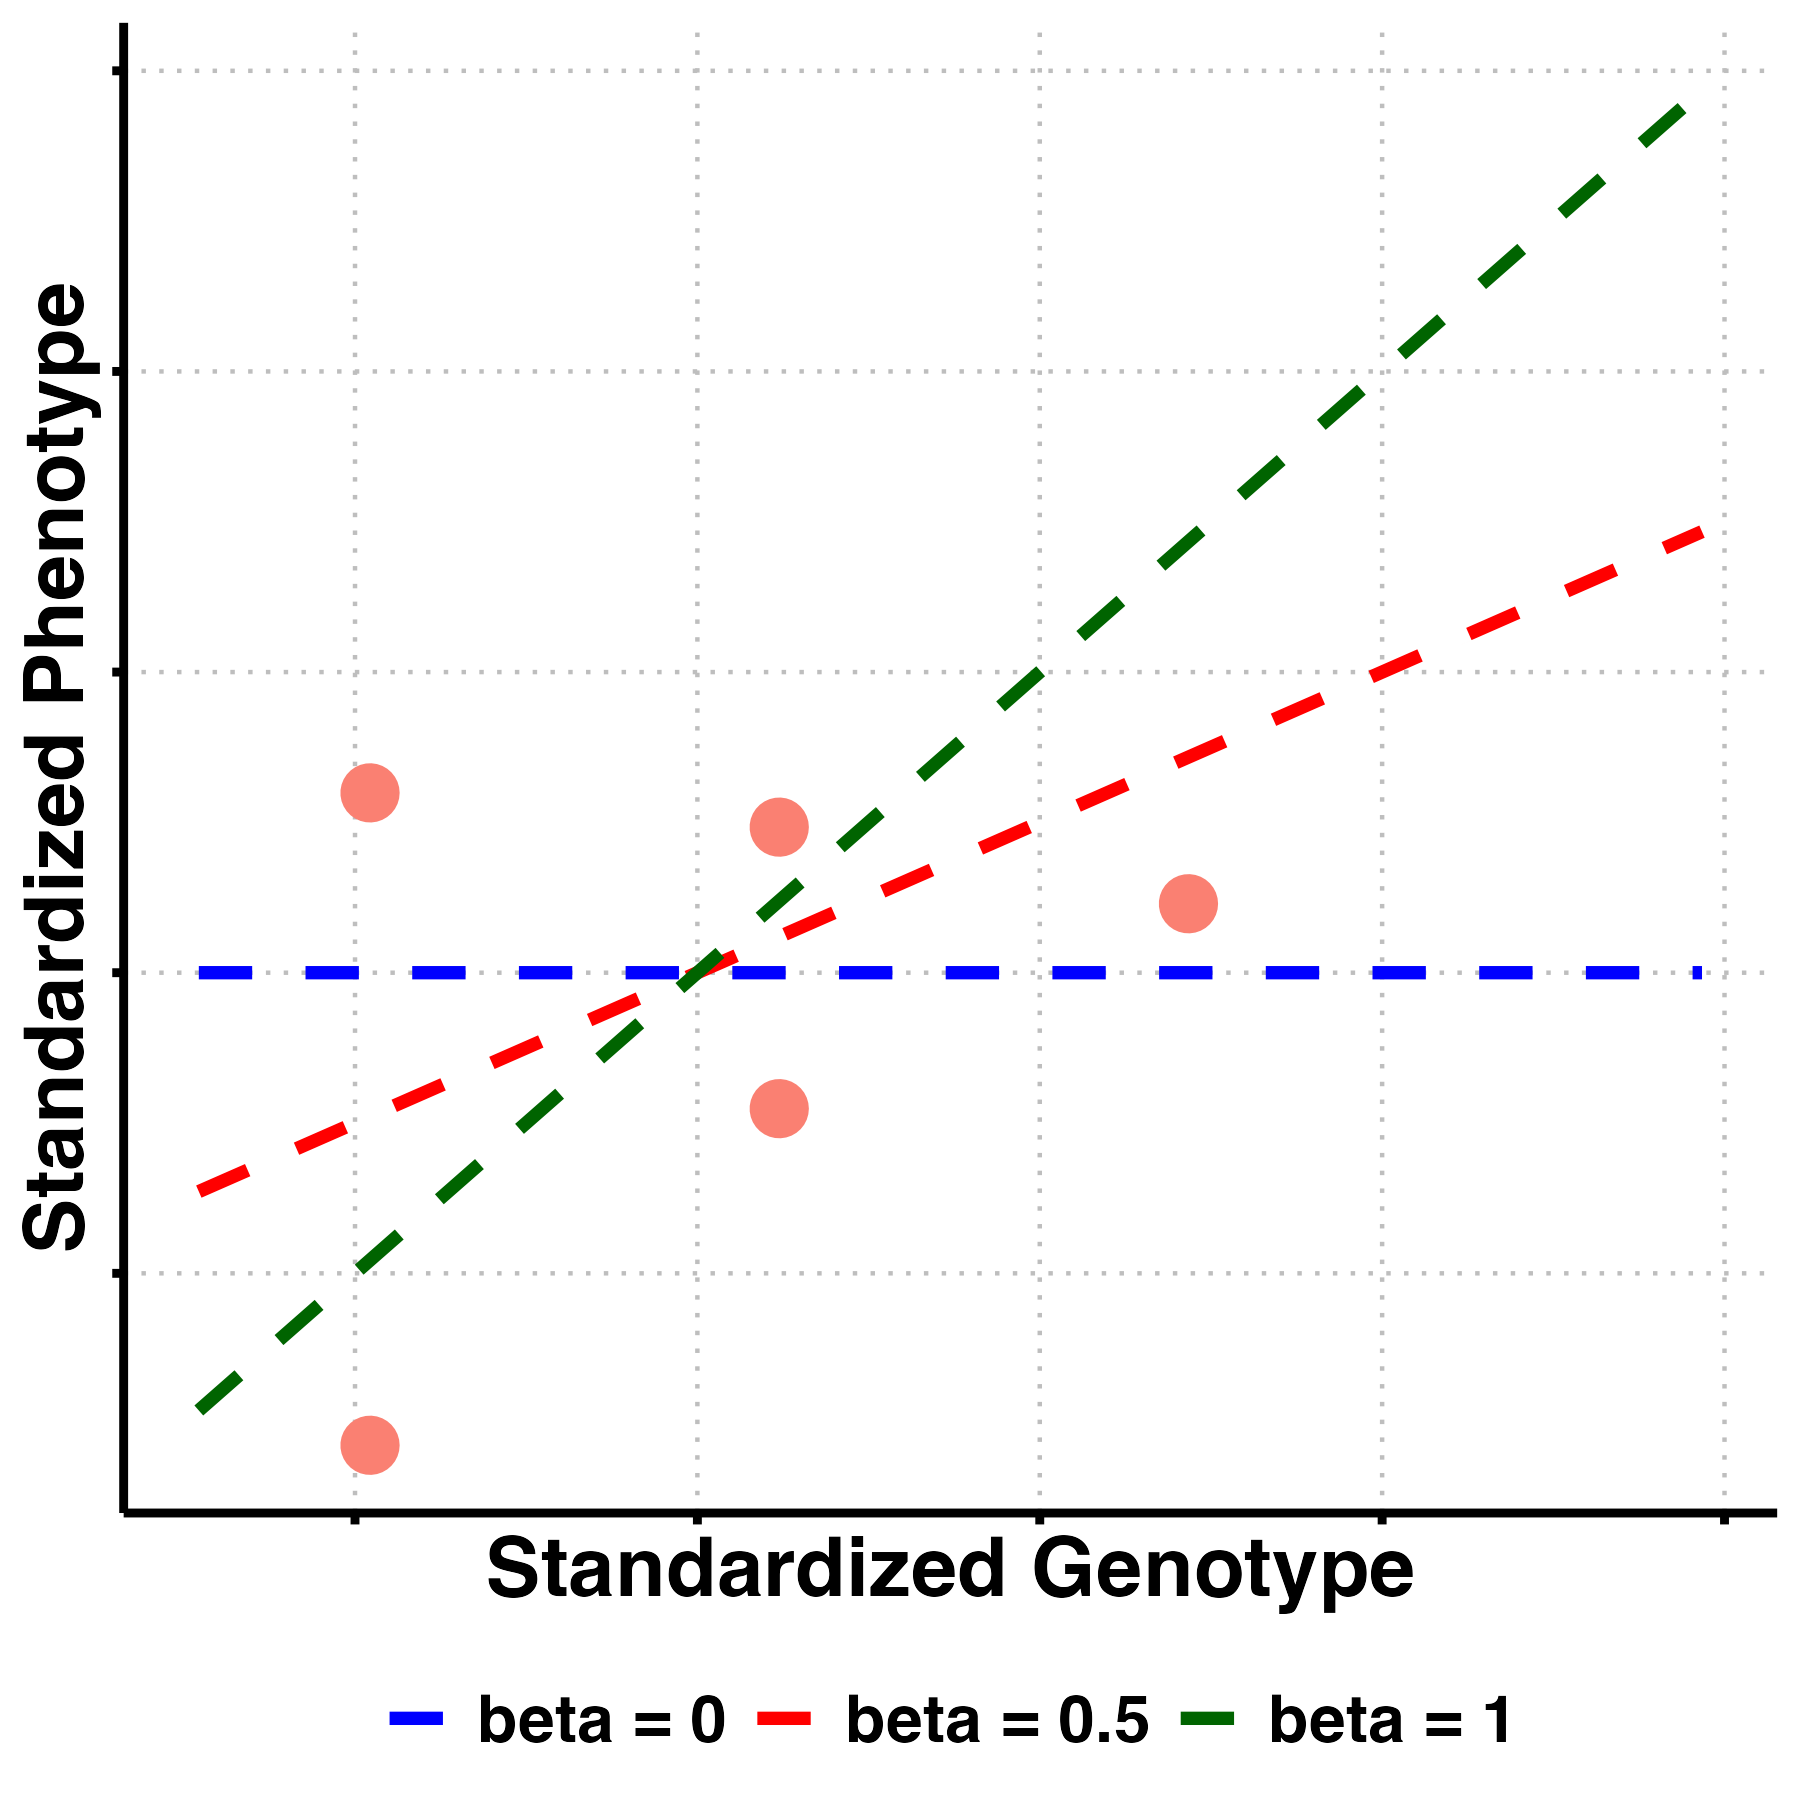 Standardized Phenotype
Standardized Genotype
beta = 0 beta = 0.5 beta = 1